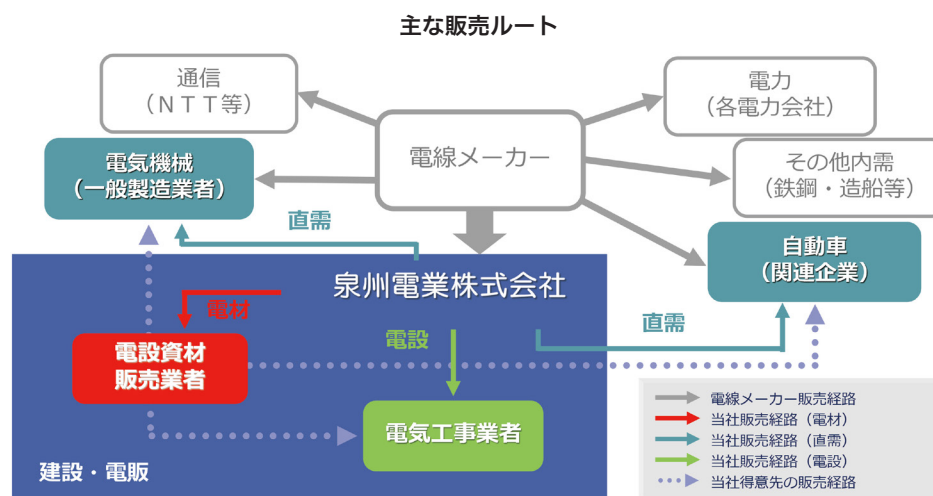 主な販売ルート
通信
（ＮＴＴ等）
電力
（各電力会社）
電線メーカー
電気機械
（一般製造業者）
その他内需
（鉄鋼・造船等）
直需
自動車
（関連企業）
泉州電業株式会社
電材
直需
電設
電設資材
販売業者
電気工事業者
建設・電販
電線メーカー販売経路
当社販売経路（電材）
当社販売経路（直需）
当社販売経路（電設）
当社得意先の販売経路